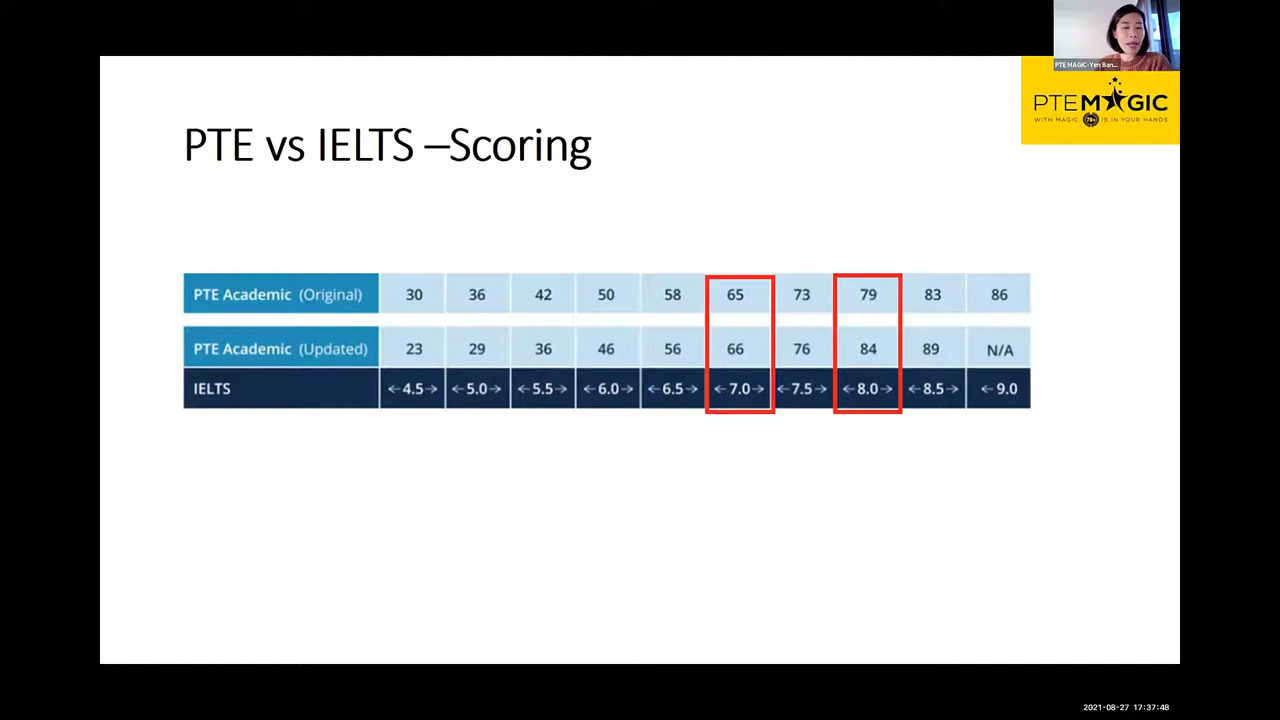 PTE MAGIC-Yen Ban...
PTEMAGIC
WITH MAGIC, 79+ IS IN YOUR HANDS
PTE vs IELTS –Scoring
PTE Academic (Original) 30 36 42 50 58 65 73 79 83 86
PTE Academic (Updated) 23 29 36 46 56 66 76 84 89 N/A
IELTS ←4.5→ ←5.0→ ←5.5→ ←6.0→ ←6.5→ ←7.0→ ←7.5→ ←8.0→ ←8.5→ ←9.0
2021-08-27 17:37:48